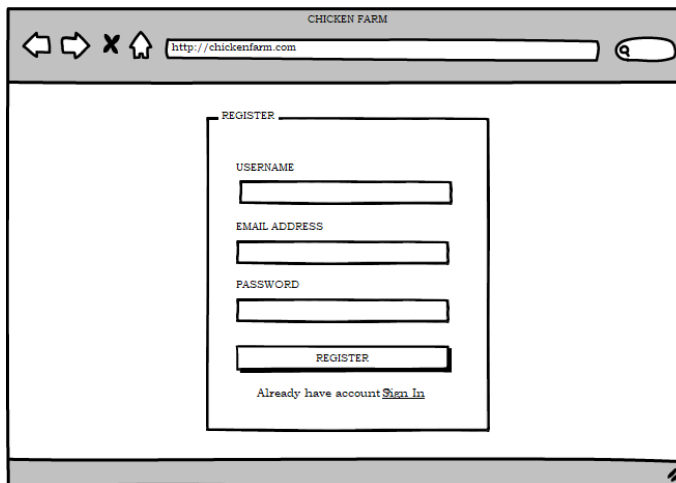 CHICKEN FARM
http://chickenfarm.com
REGISTER
USERNAME
EMAIL ADDRESS
PASSWORD
REGISTER
Already have account Sign In